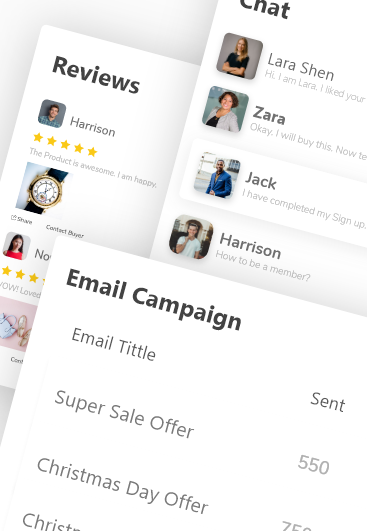 Chat
Lara Shen
Hi, I am Lara. I liked your
Zara
Okay. I will buy this. Now te
Jack
I have completed my Sign up.
Harrison
How to be a member?
Reviews
Harrison
The Product is awesome. I am happy.
Share
Contact Buyer
No
WOW! Loved
Cont
Email Campaign
Email Tittle
Sent
Super Sale Offer
550
Christmas Day Offer
750
Christm